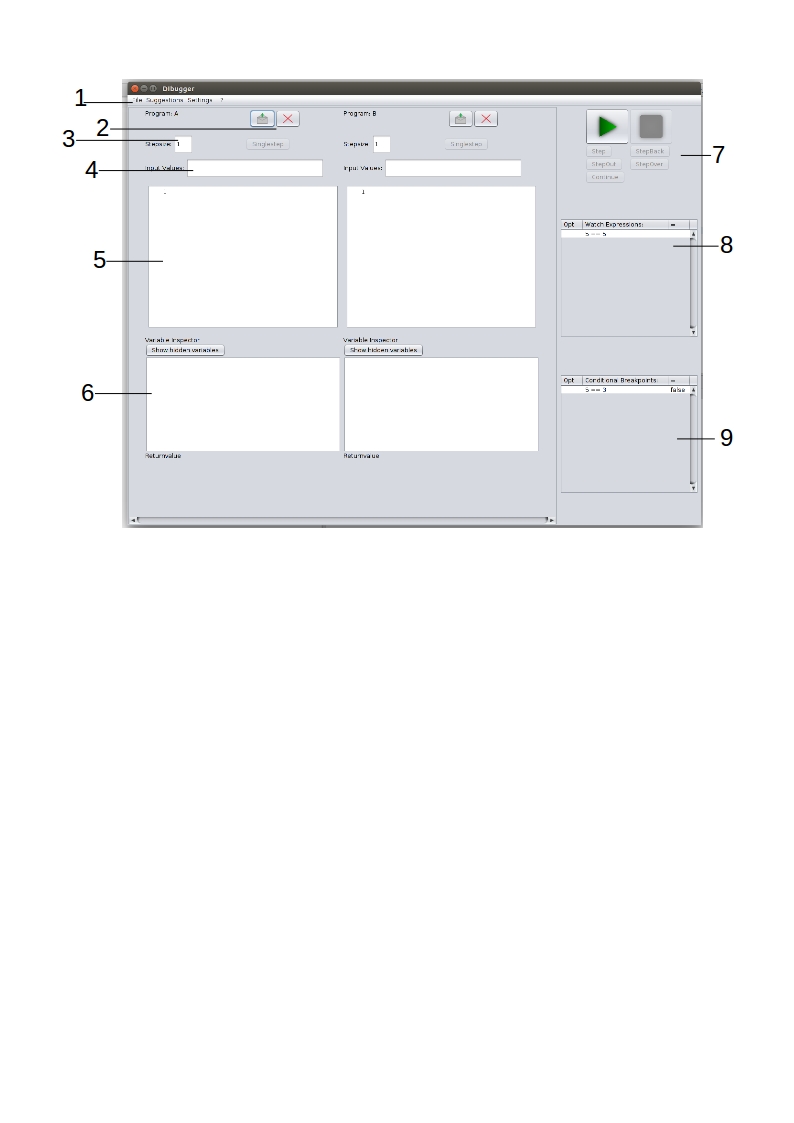 DIbugger
1
File Suggestions Settings ?
Program: A
Program: B
2
3
Stepsize: 1
Singlestep
Stepsize: 1
Singlestep
4
Input Values:
Input Values:
1
5
Variable Inspector
Show hidden variables
Variable Inspector
Show hidden variables
6
Returnvalue
Returnvalue
Step
StepBack
7
StepOut
StepOver
Continue
Opt Watch Expressions: =
5 == 5
8
Opt Conditional Breakpoints: =
5 == 3 false
9